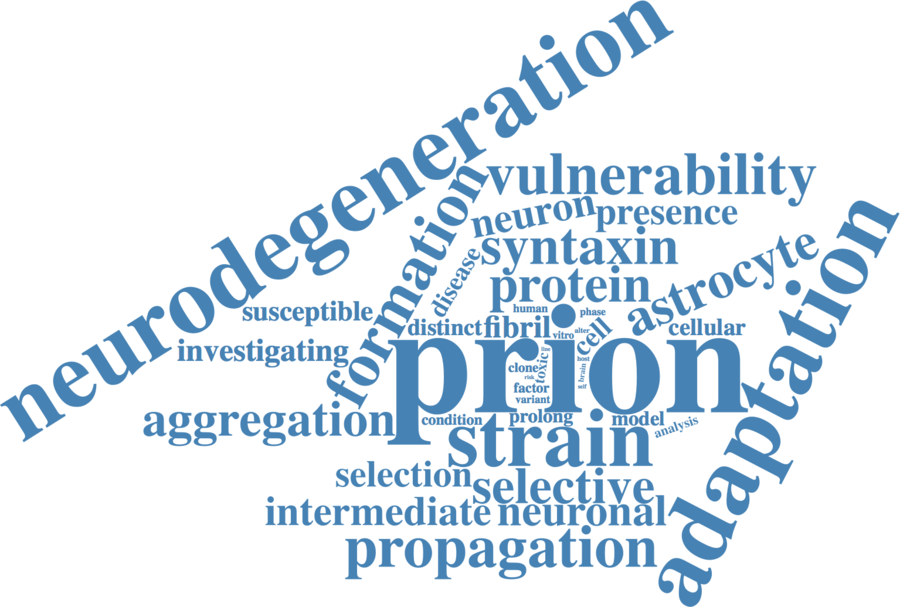 neurodegeneration
vulnerability
formation
neuron
presence
syntaxin
disease
protein
astrocyte
adaptation
susceptible
human
phase
distinct
fibril
vitro
alter
cell
cellular
investigating
prion
line
toxic
host
clone
risk
brain
factor
self
variant
aggregation
condition
prolong
model
analysis
strain
selection
selective
intermediate
neuronal
propagation